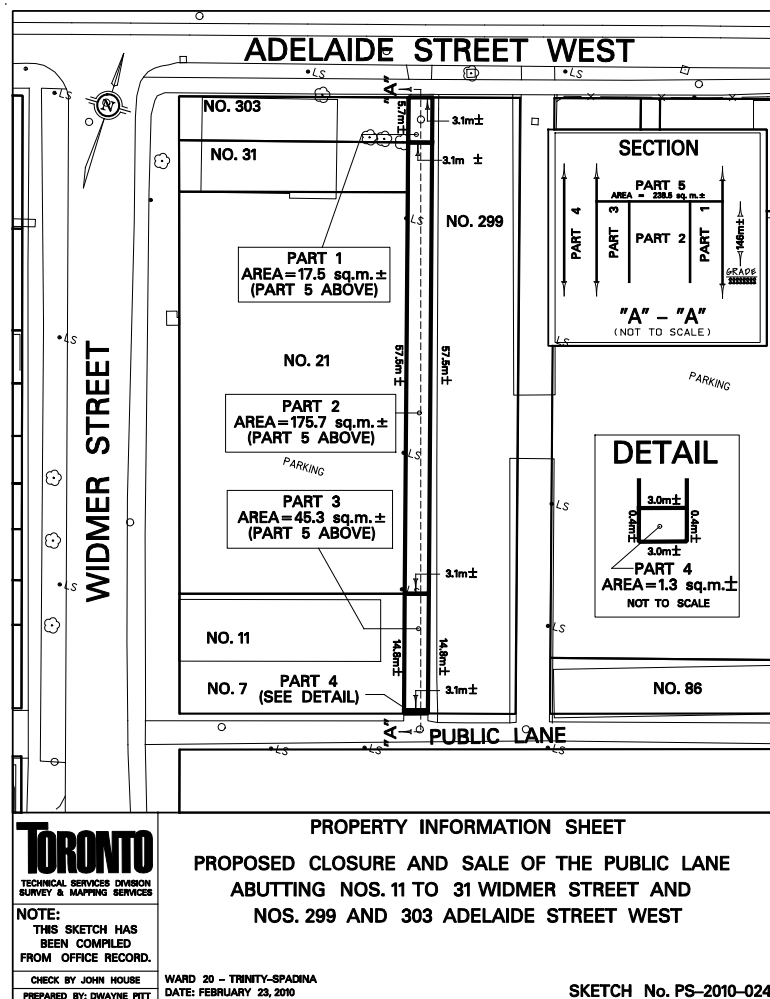 ADELAIDE STREET WEST
LS
LS
LS
"A"
NO. 303
5.7m±
3.1m±
NO. 31
3.1m ±
LS
NO. 299
SECTION
PART 5
AREA = 238.5 sq. m. ±
PART 4
PART 3
PART 2
PART 1
146m±
GRADE
"A" - "A"
(NOT TO SCALE)
PART 1
AREA=17.5 sq.m.±
(PART 5 ABOVE)
LS
LS
NO. 21
57.5m±
57.5m±
PARKING
WIDMER STREET
PART 2
AREA=175.7 sq.m.±
(PART 5 ABOVE)
PARKING
LS
DETAIL
3.0m±
0.4m±
0.4m±
3.0m±
PART 4
AREA=1.3 sq.m.±
NOT TO SCALE
PART 3
AREA=45.3 sq.m.±
(PART 5 ABOVE)
LS
3.1m±
LS
LS
LS
NO. 11
14.8m±
14.8m±
NO. 7
PART 4
(SEE DETAIL)
3.1m±
NO. 86
"A"
PUBLIC LANE
LS
LS
LS
TORONTO
TECHNICAL SERVICES DIVISION
SURVEY & MAPPING SERVICES
NOTE:
THIS SKETCH HAS
BEEN COMPILED
FROM OFFICE RECORD.
CHECK BY JOHN HOUSE
PREPARED BY: DWAYNE PITT
PROPERTY INFORMATION SHEET
PROPOSED CLOSURE AND SALE OF THE PUBLIC LANE
ABUTTING NOS. 11 TO 31 WIDMER STREET AND
NOS. 299 AND 303 ADELAIDE STREET WEST
WARD 20 - TRINITY-SPADINA
DATE: FEBRUARY 23, 2010
SKETCH No. PS-2010-024